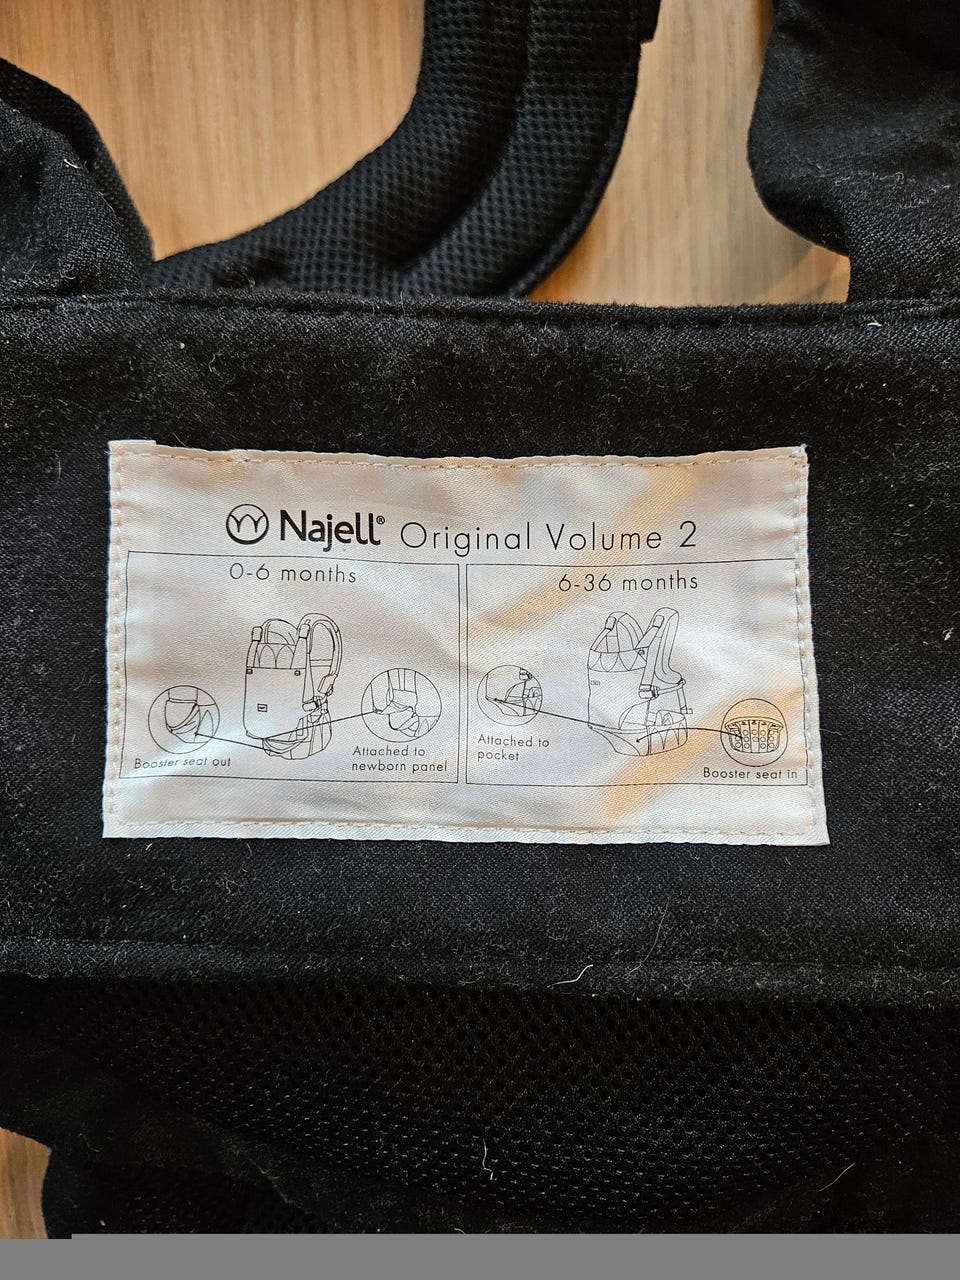 Najell® Original Volume 2
0-6 months
Booster seat out
Attached to
newborn panel
6-36 months
Attached to
pocket
Booster seat in